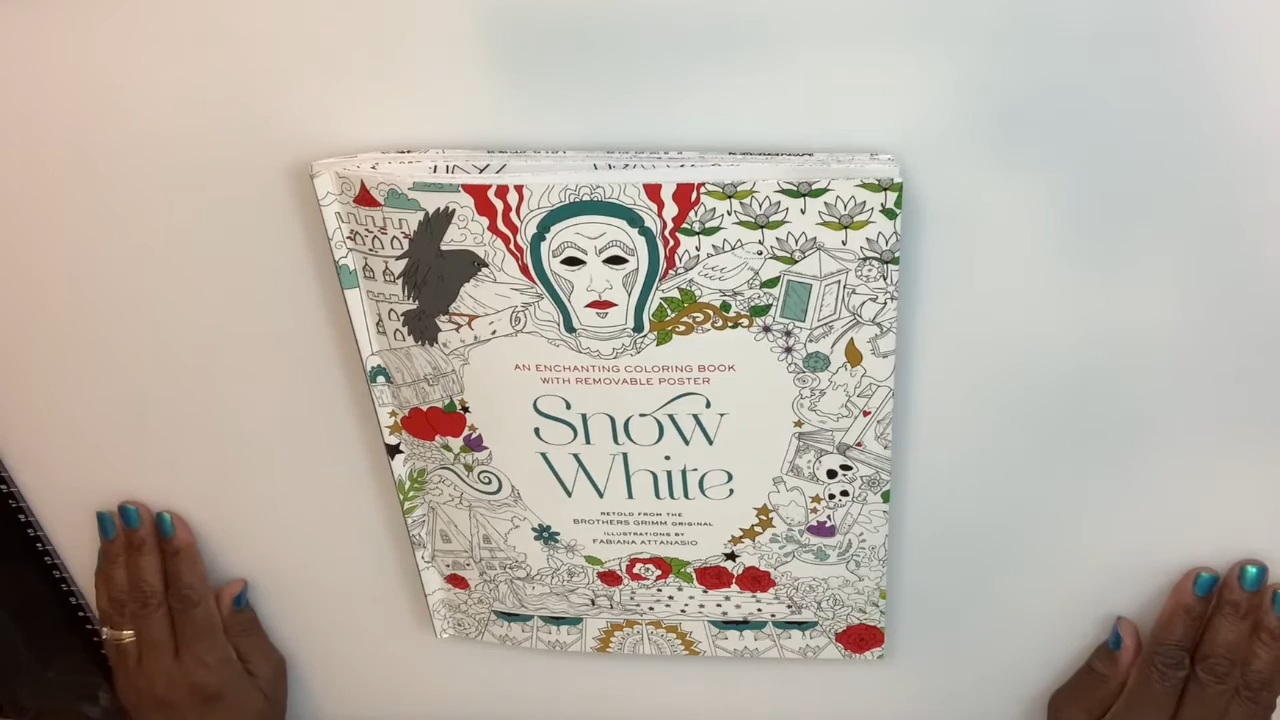 AN ENCHANTING COLORING BOOK
WITH REMOVABLE POSTER
Snow
White
RETOLD FROM THE
BROTHERS GRIMM ORIGINAL
ILLUSTRATIONS BY
FABIANA ATTANASIO